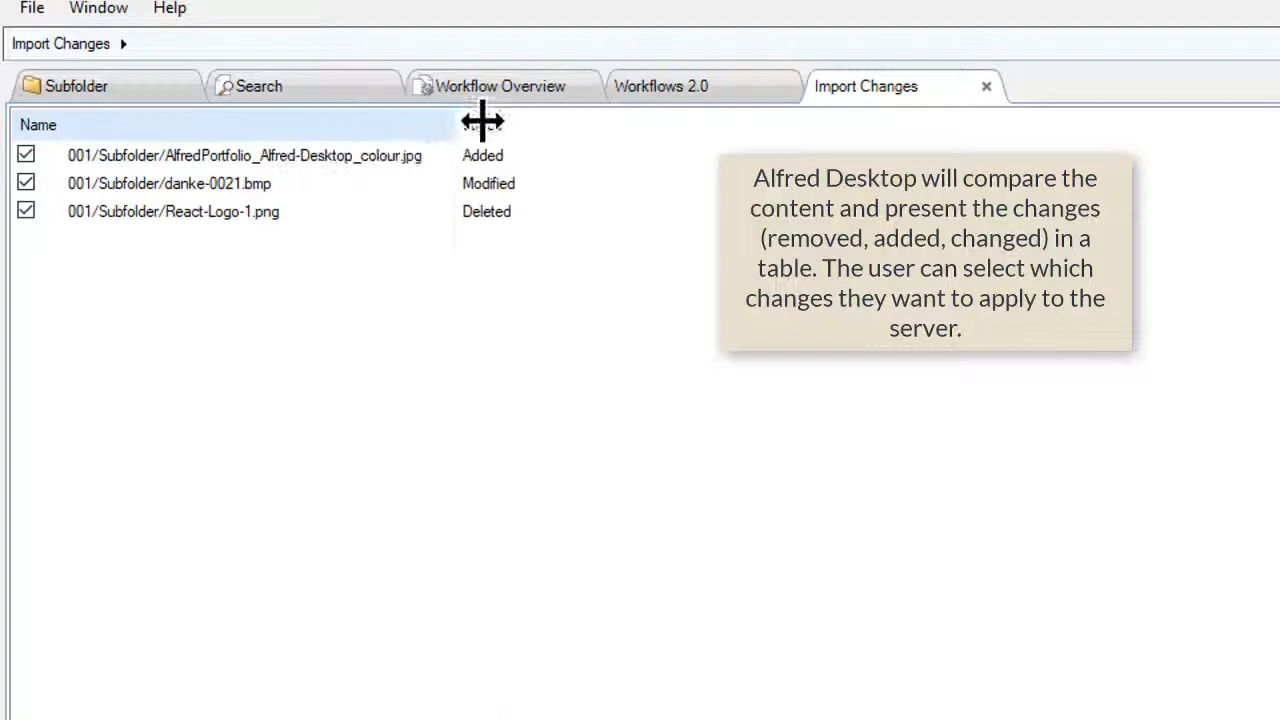 File Window Help
Import Changes
Subfolder Search Workflow Overview Workflows 2.0 Import Changes
Name
001/Subfolder/AlfredPortfolio_Alfred-Desktop_colour.jpg Added
001/Subfolder/danke-0021.bmp Modified
001/Subfolder/React-Logo-1.png Deleted
Alfred Desktop will compare the
content and present the changes
(removed, added, changed) in a
table. The user can select which
changes they want to apply to the
server.